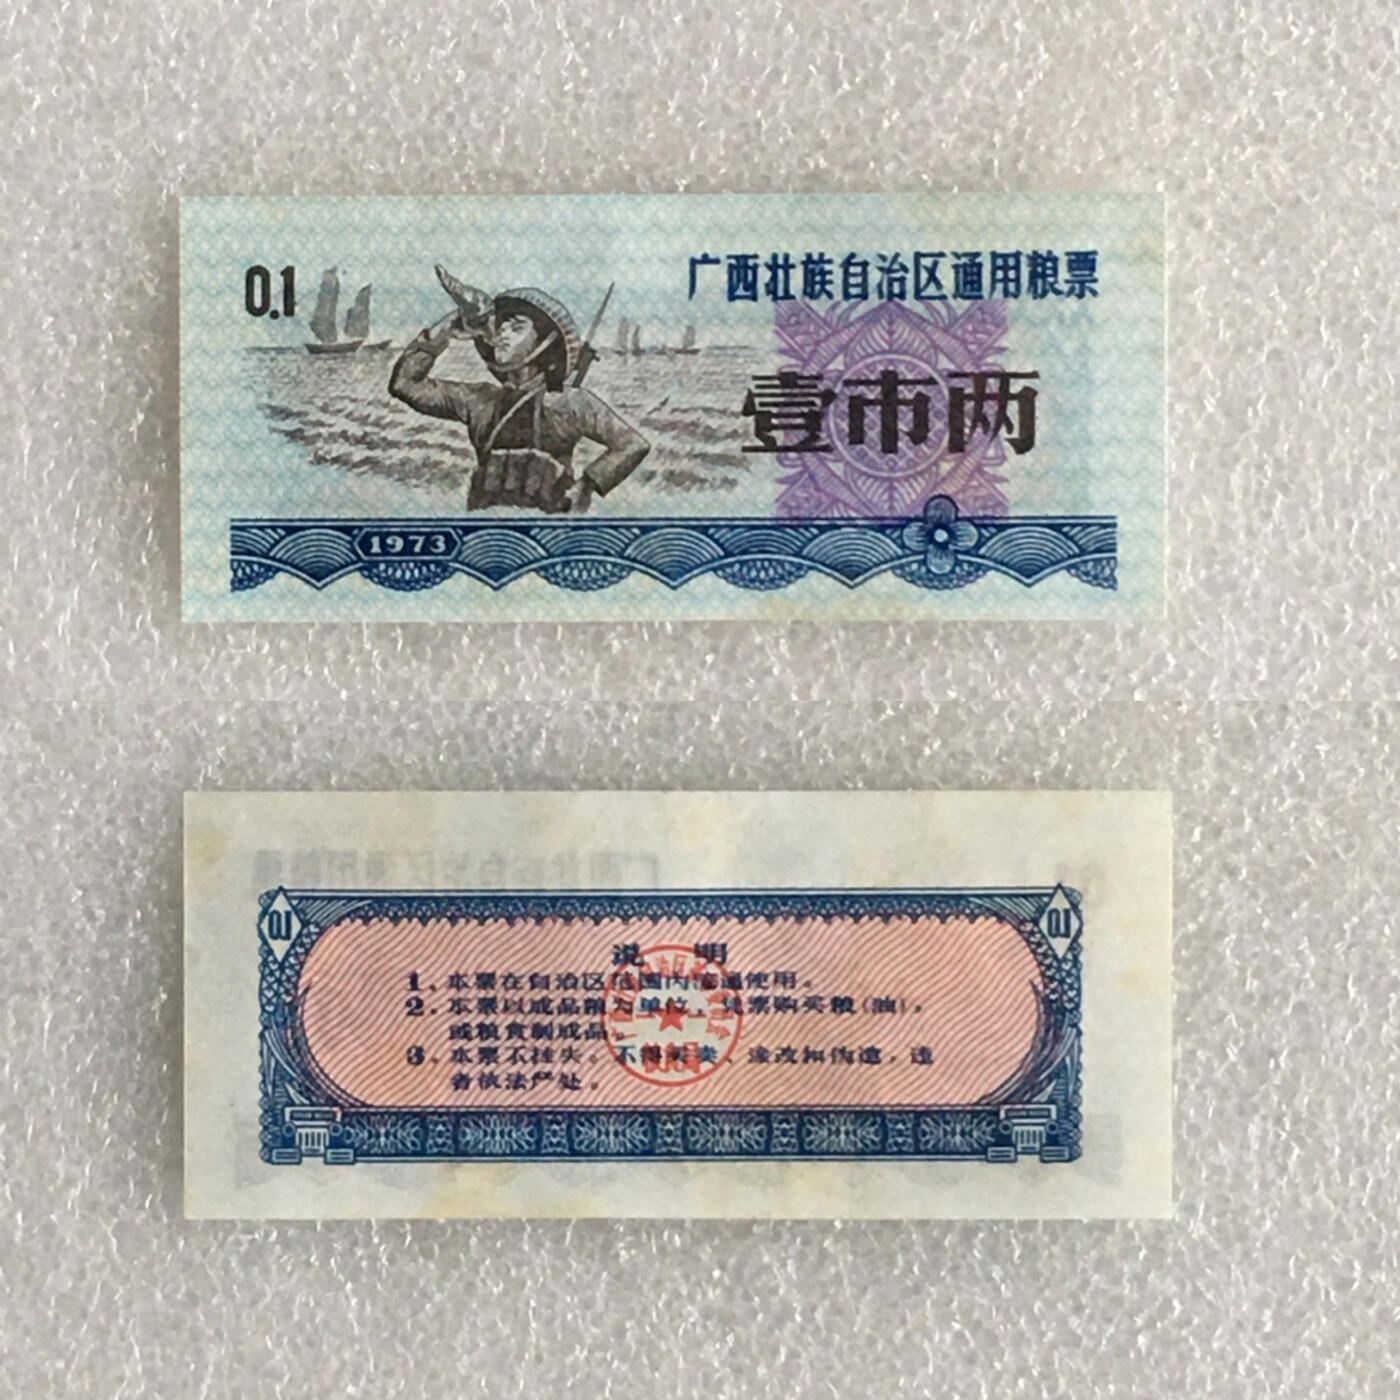 0.1
广西壮族自治区通用粮票
壹市两
1973
0.1
0.1
说 明
1、本票在自治区范围内流通使用。
2、本票以成品粮为单位，凭票购买粮(油)，
或粮食制成品。
3、本票不挂失。不得买卖、涂改和伪造，违
者依法严处。